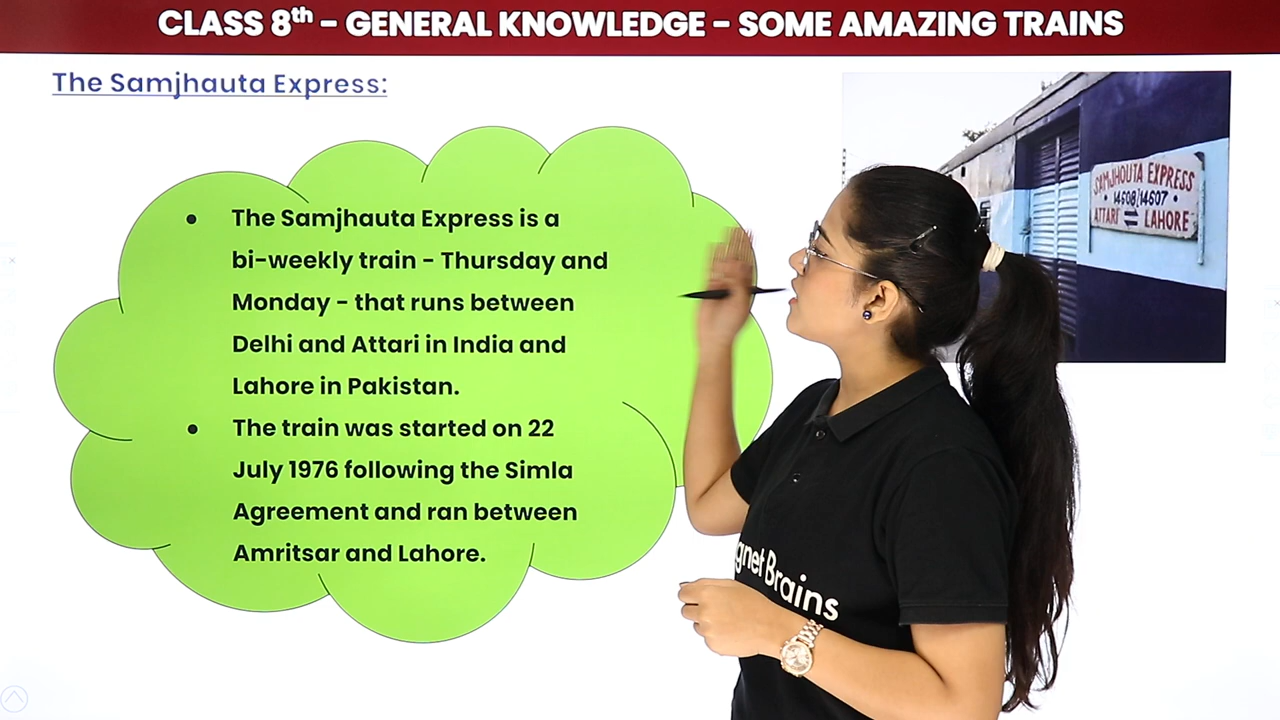 CLASS 8th – GENERAL KNOWLEDGE – SOME AMAZING TRAINS
The Samjhauta Express:
• The Samjhauta Express is a
bi-weekly train - Thursday and
Monday - that runs between
Delhi and Attari in India and
Lahore in Pakistan.
• The train was started on 22
July 1976 following the Simla
Agreement and ran between
Amritsar and Lahore.
SAMJHOUTA EXPRESS
• 14608/14607 •
ATTARI ⇌ LAHORE
gnet Brains